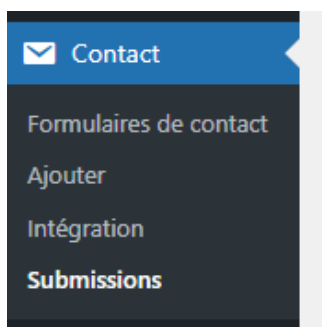 Contact
Formulaires de contact
Ajouter
Intégration
Submissions